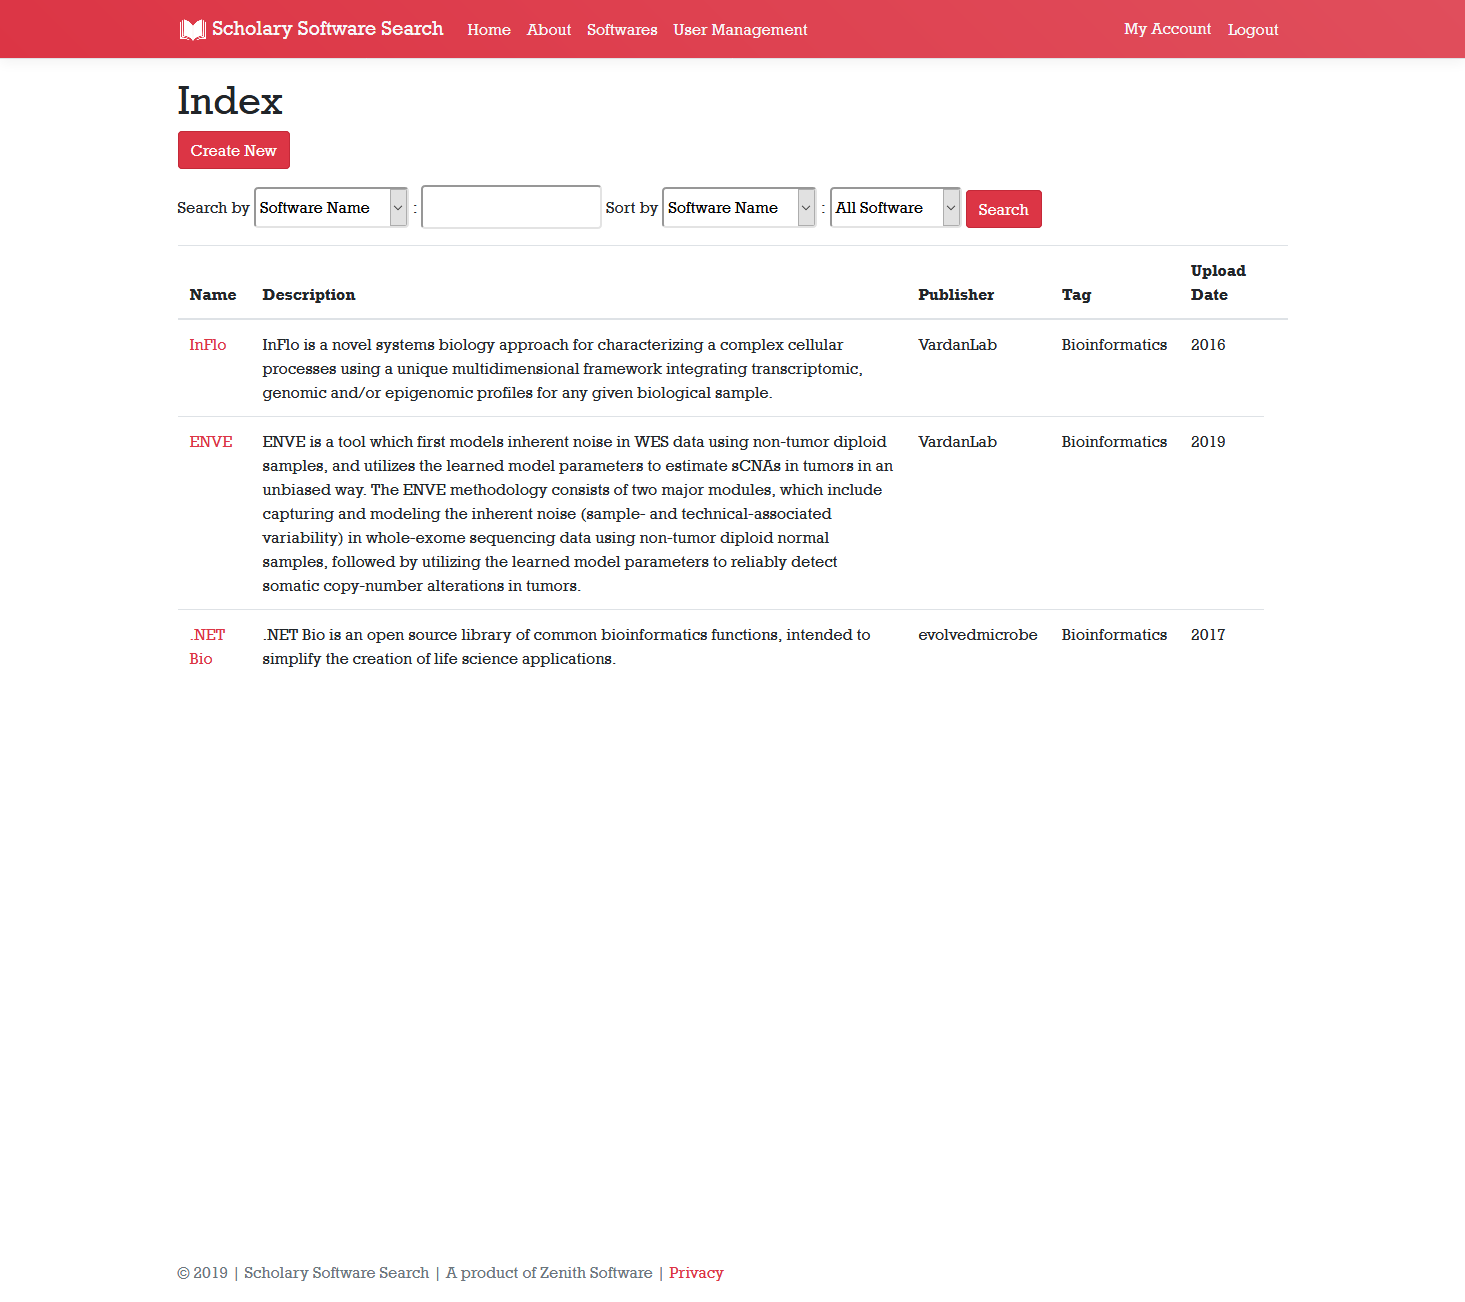 Scholary Software Search Home About Softwares User Management My Account Logout
Index
Create New
Search by Software Name : Sort by Software Name : All Software Search
Name Description Publisher Tag Upload Date
InFlo InFlo is a novel systems biology approach for characterizing a complex cellular VardanLab Bioinformatics 2016
processes using a unique multidimensional framework integrating transcriptomic,
genomic and/or epigenomic profiles for any given biological sample.
ENVE ENVE is a tool which first models inherent noise in WES data using non-tumor diploid VardanLab Bioinformatics 2019
samples, and utilizes the learned model parameters to estimate sCNAs in tumors in an
unbiased way. The ENVE methodology consists of two major modules, which include
capturing and modeling the inherent noise (sample- and technical-associated
variability) in whole-exome sequencing data using non-tumor diploid normal
samples, followed by utilizing the learned model parameters to reliably detect
somatic copy-number alterations in tumors.
.NET .NET Bio is an open source library of common bioinformatics functions, intended to evolvedmicrobe Bioinformatics 2017
Bio simplify the creation of life science applications.
© 2019 | Scholary Software Search | A product of Zenith Software | Privacy